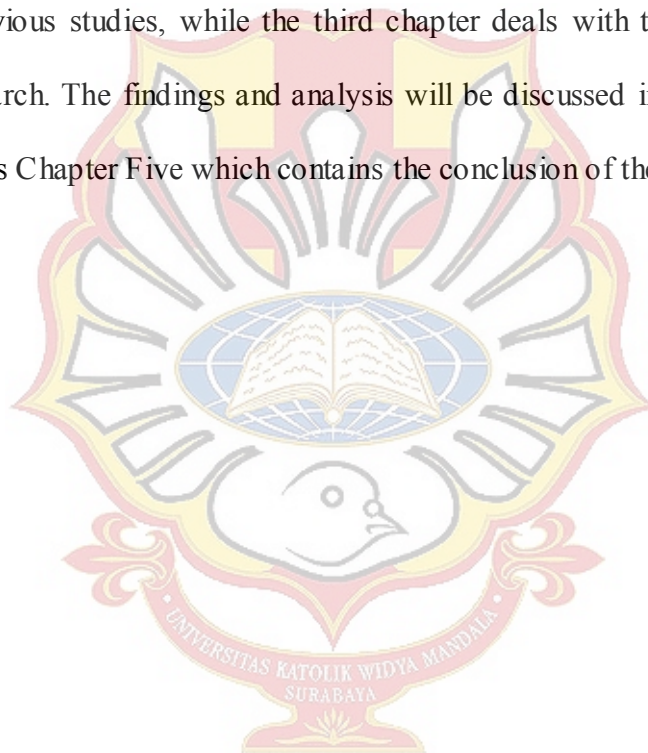 vious studies, while the third chapter deals with t
arch. The findings and analysis will be discussed i
s Chapter Five which contains the conclusion of the
• UNIVERSITAS KATOLIK WIDYA MANDALA •
SURABAYA